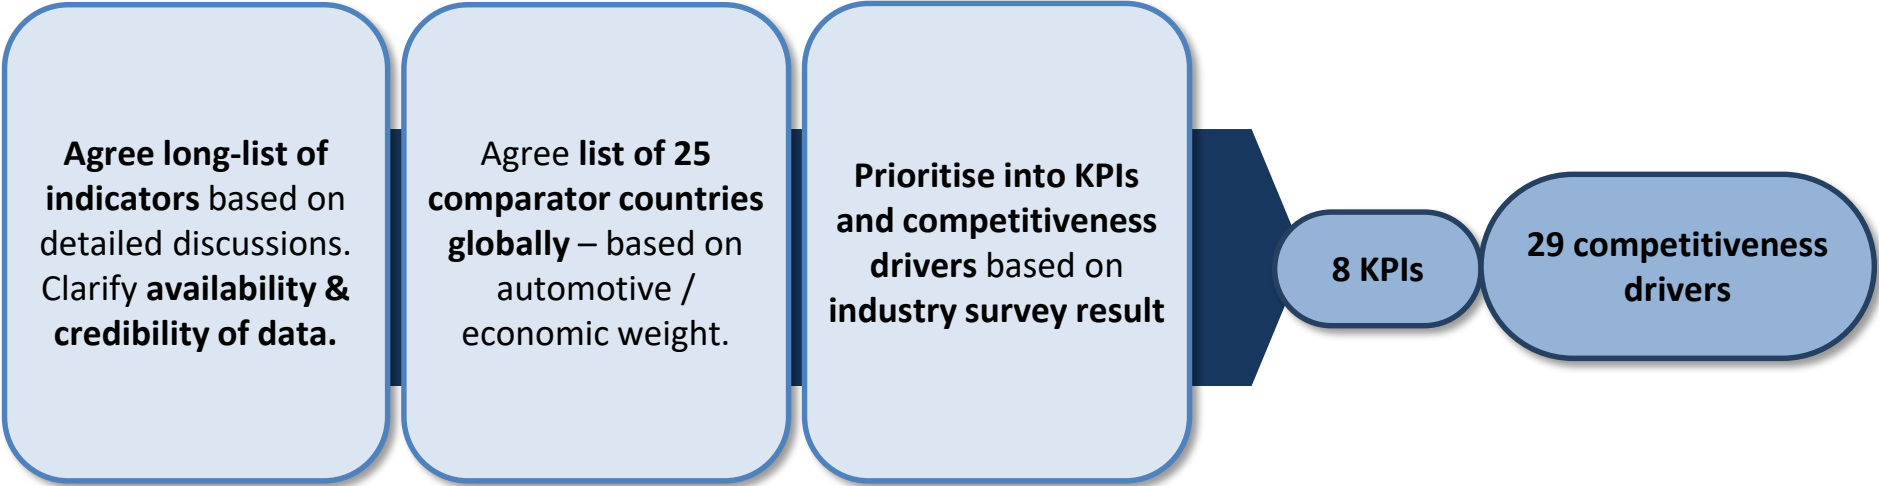 Agree long-list of
indicators based on
detailed discussions.
Clarify availability &
credibility of data.
Agree list of 25
comparator countries
globally – based on
automotive /
economic weight.
Prioritise into KPIs
and competitiveness
drivers based on
industry survey result
8 KPIs
29 competitiveness
drivers